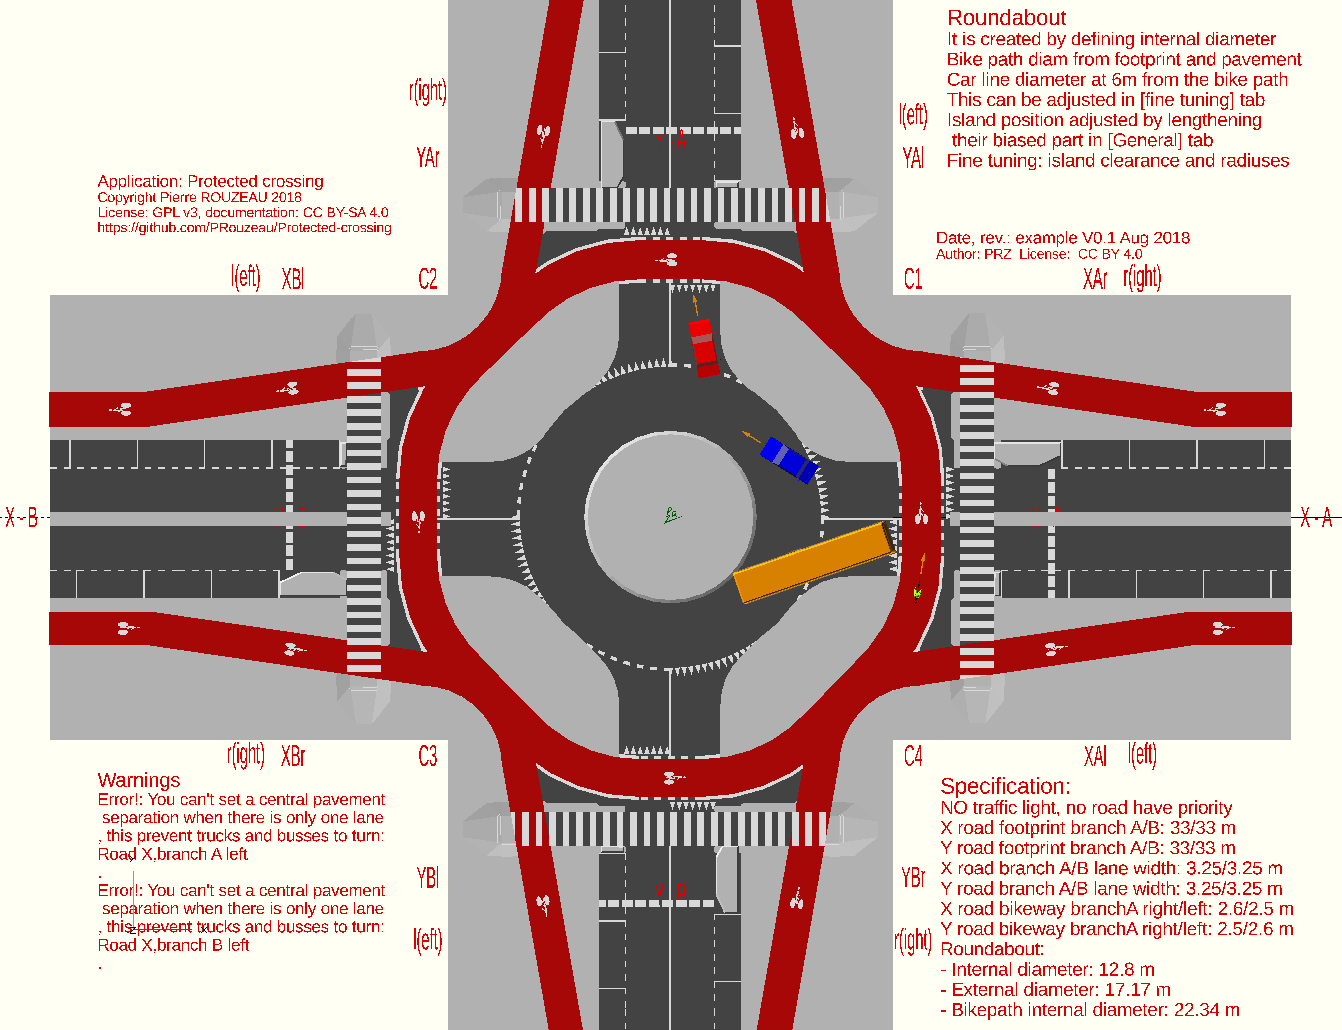 Roundabout
It is created by defining internal diameter
Bike path diam from footprint and pavement
Car line diameter at 6m from the bike path
This can be adjusted in [fine tuning] tab
Island position adjusted by lengthening
their biased part in [General] tab
Fine tuning: island clearance and radiuses
r(ight)
YAr
l(eft)
YAl
Application: Protected crossing
Copyright Pierre ROUZEAU 2018
License: GPL v3, documentation: CC BY-SA 4.0
https://github.com/PRouzeau/Protected-crossing
Date, rev.: example V0.1 Aug 2018
Author: PRZ License: CC BY 4.0
l(eft) XBl
C2
C1
XAr r(ight)
X - B
X - A
r(ight) XBr
C3
C4
XAl l(eft)
Warnings
Error!: You can't set a central pavement
separation when there is only one lane
, this prevent trucks and busses to turn:
Road X,branch A left
.
Error!: You can't set a central pavement
separation when there is only one lane
, this prevent trucks and busses to turn:
Road X,branch B left
.
YBl
l(eft)
YBr
r(ight)
Specification:
NO traffic light, no road have priority
X road footprint branch A/B: 33/33 m
Y road footprint branch A/B: 33/33 m
X road branch A/B lane width: 3.25/3.25 m
Y road branch A/B lane width: 3.25/3.25 m
X road bikeway branchA right/left: 2.6/2.5 m
Y road bikeway branchA right/left: 2.5/2.6 m
Roundabout:
- Internal diameter: 12.8 m
- External diameter: 17.17 m
- Bikepath internal diameter: 22.34 m